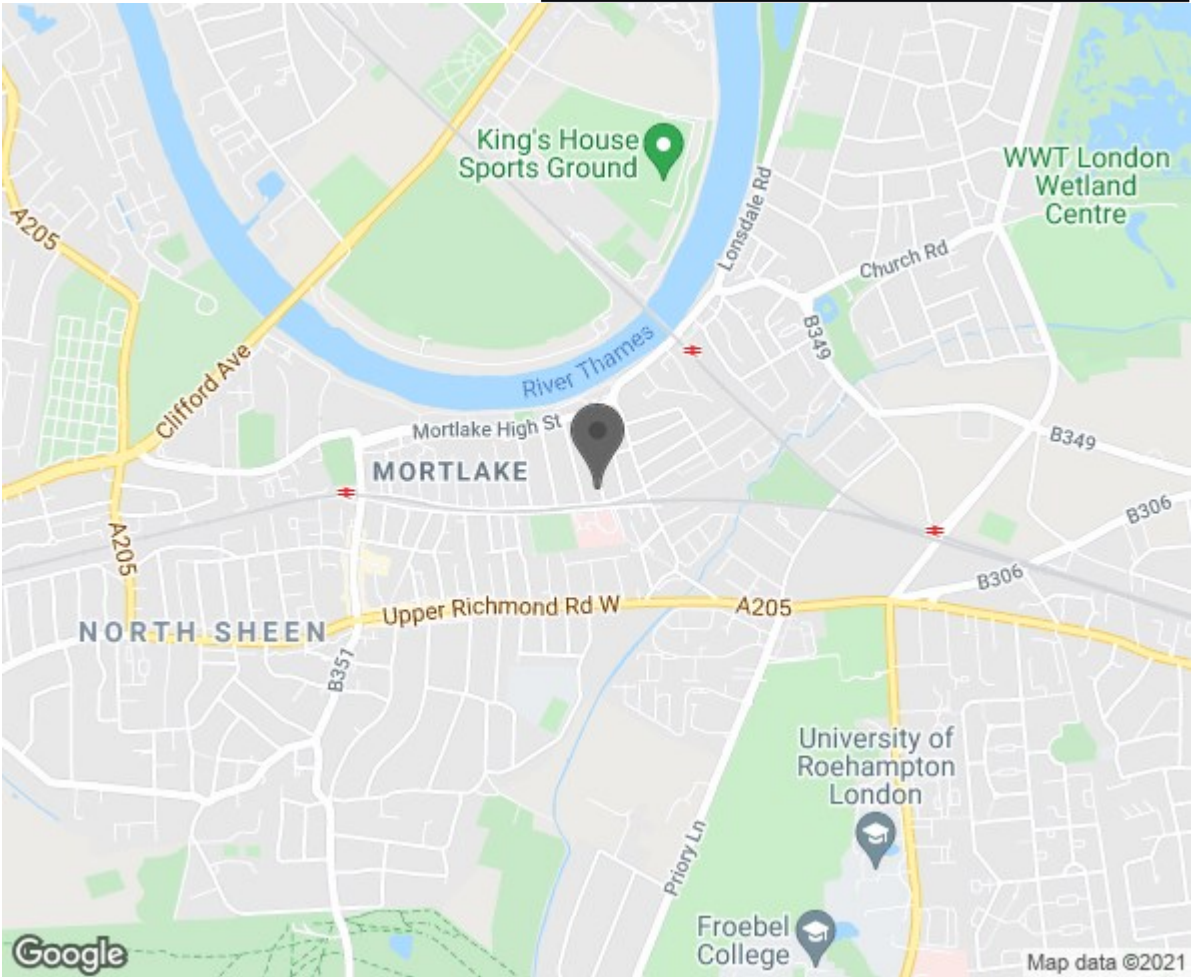 King's House
Sports Ground
WWT London
Wetland
Centre
Lonsdale Rd
Church Rd
A205
B349
River Thames
Clifford Ave
Mortlake High St
MORTLAKE
B349
B306
A205
B306
Upper Richmond Rd W
A205
NORTH SHEEN
B351
University of
Roehampton
London
Priory Ln
Froebel
College
Google
Map data ©2021